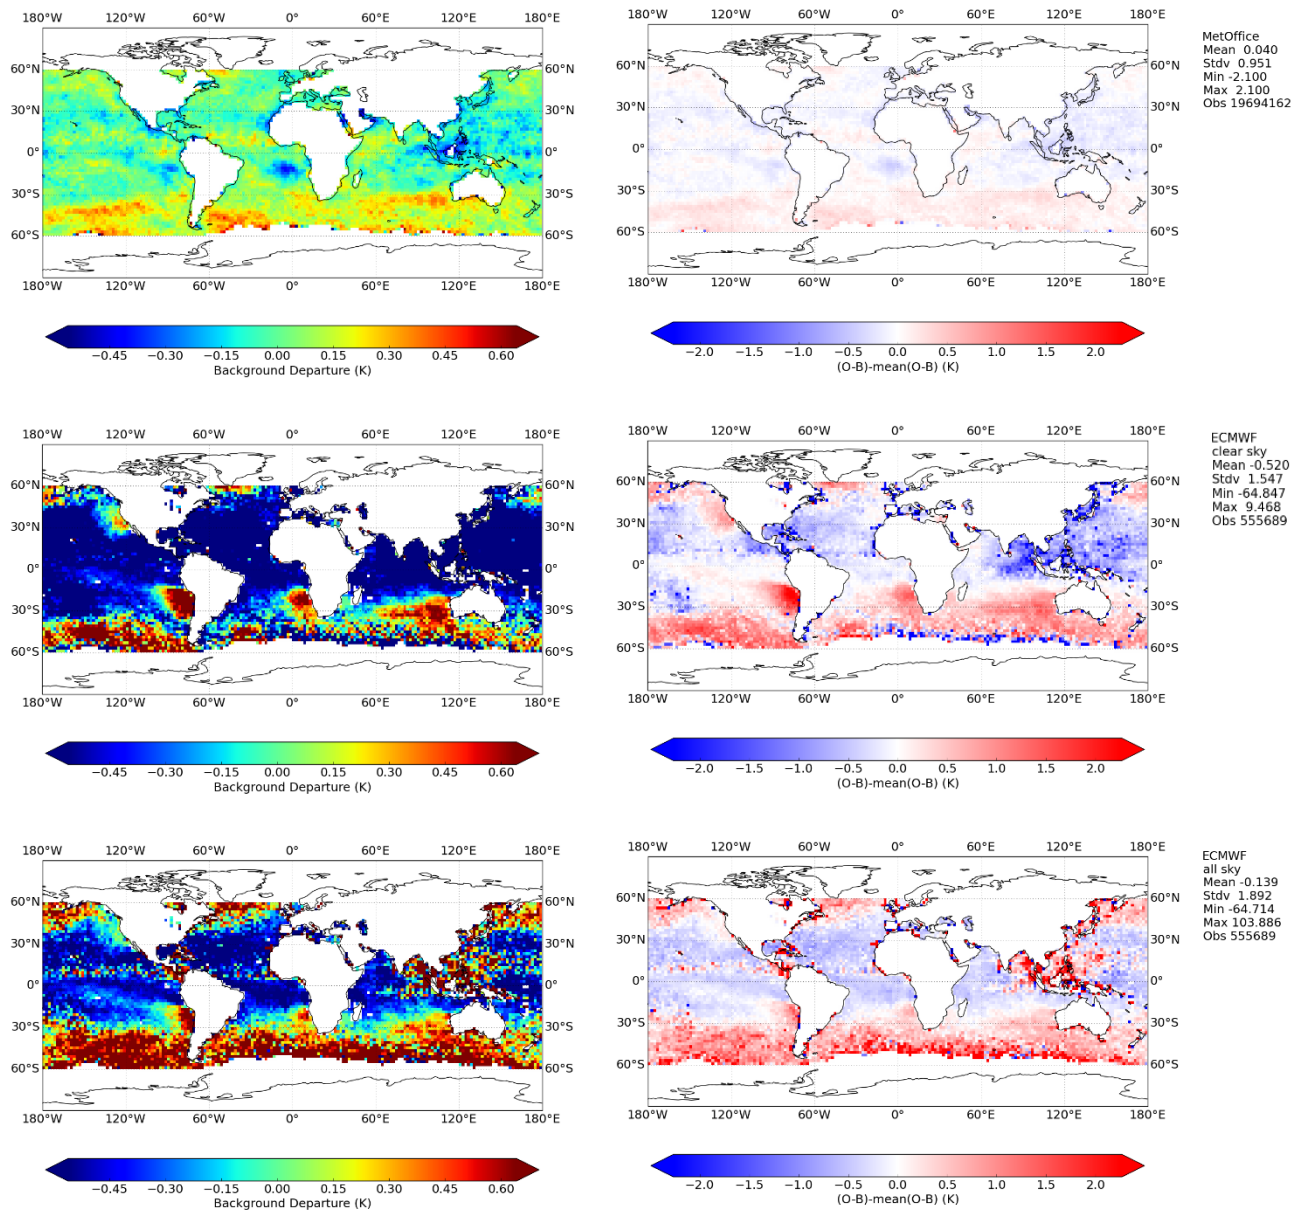 180°W 120°W 60°W 0° 60°E 120°E 180°E
60°N 60°N
30°N 30°N
0° 0°
30°S 30°S
60°S 60°S
180°W 120°W 60°W 0° 60°E 120°E 180°E
−0.45 −0.30 −0.15 0.00 0.15 0.30 0.45 0.60
Background Departure (K)
180°W 120°W 60°W 0° 60°E 120°E 180°E
60°N 60°N
30°N 30°N
0° 0°
30°S 30°S
60°S 60°S
180°W 120°W 60°W 0° 60°E 120°E 180°E
−2.0 −1.5 −1.0 −0.5 0.0 0.5 1.0 1.5 2.0
(O-B)-mean(O-B) (K)
MetOffice
Mean 0.040
Stdv 0.951
Min -2.100
Max 2.100
Obs 19694162
180°W 120°W 60°W 0° 60°E 120°E 180°E
60°N 60°N
30°N 30°N
0° 0°
30°S 30°S
60°S 60°S
180°W 120°W 60°W 0° 60°E 120°E 180°E
−0.45 −0.30 −0.15 0.00 0.15 0.30 0.45 0.60
Background Departure (K)
180°W 120°W 60°W 0° 60°E 120°E 180°E
60°N 60°N
30°N 30°N
0° 0°
30°S 30°S
60°S 60°S
180°W 120°W 60°W 0° 60°E 120°E 180°E
−2.0 −1.5 −1.0 −0.5 0.0 0.5 1.0 1.5 2.0
(O-B)-mean(O-B) (K)
ECMWF
clear sky
Mean -0.520
Stdv 1.547
Min -64.847
Max 9.468
Obs 555689
180°W 120°W 60°W 0° 60°E 120°E 180°E
60°N 60°N
30°N 30°N
0° 0°
30°S 30°S
60°S 60°S
180°W 120°W 60°W 0° 60°E 120°E 180°E
−0.45 −0.30 −0.15 0.00 0.15 0.30 0.45 0.60
Background Departure (K)
180°W 120°W 60°W 0° 60°E 120°E 180°E
60°N 60°N
30°N 30°N
0° 0°
30°S 30°S
60°S 60°S
180°W 120°W 60°W 0° 60°E 120°E 180°E
−2.0 −1.5 −1.0 −0.5 0.0 0.5 1.0 1.5 2.0
(O-B)-mean(O-B) (K)
ECMWF
all sky
Mean -0.139
Stdv 1.892
Min -64.714
Max 103.886
Obs 555689